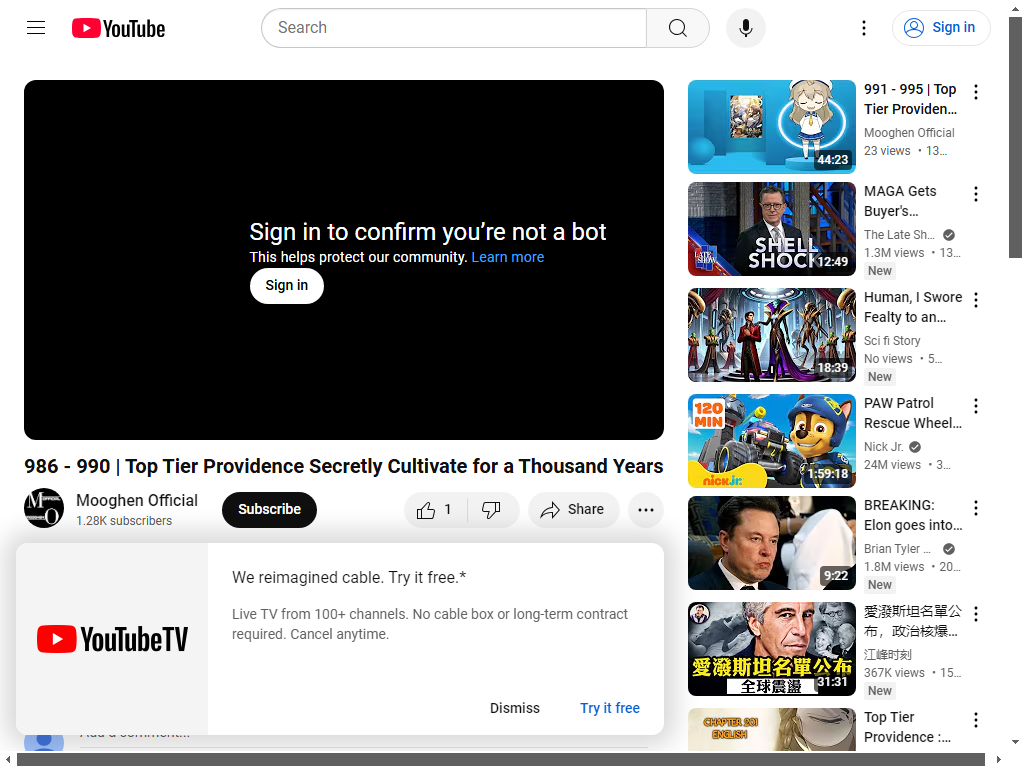 YouTube
Search
Sign in
Sign in to confirm you’re not a bot
This helps protect our community. Learn more
Sign in
986 - 990 | Top Tier Providence Secretly Cultivate for a Thousand Years
Mooghen Official
1.28K subscribers
Subscribe
1
Share
YouTubeTV
We reimagined cable. Try it free.*
Live TV from 100+ channels. No cable box or long-term contract
required. Cancel anytime.
Dismiss
Try it free
Add a comment...
44:23
991 - 995 | Top
Tier Providen...
Mooghen Official
23 views • 13...
LATE SHOW
SHELL
SHOCK
12:49
MAGA Gets
Buyer's...
The Late Sh...
1.3M views • 13...
New
18:39
Human, I Swore
Fealty to an...
Sci fi Story
No views • 5...
New
120
MIN
nick jr.
1:59:18
PAW Patrol
Rescue Wheel...
Nick Jr.
24M views • 3...
9:22
BREAKING:
Elon goes into...
Brian Tyler ...
1.8M views • 20...
New
愛潑斯坦名單公布
全球震盪
31:31
愛潑斯坦名單公
布，政治核爆...
江峰时刻
367K views • 15...
New
CHAPTER 201
ENGLISH
Top Tier
Providence :...